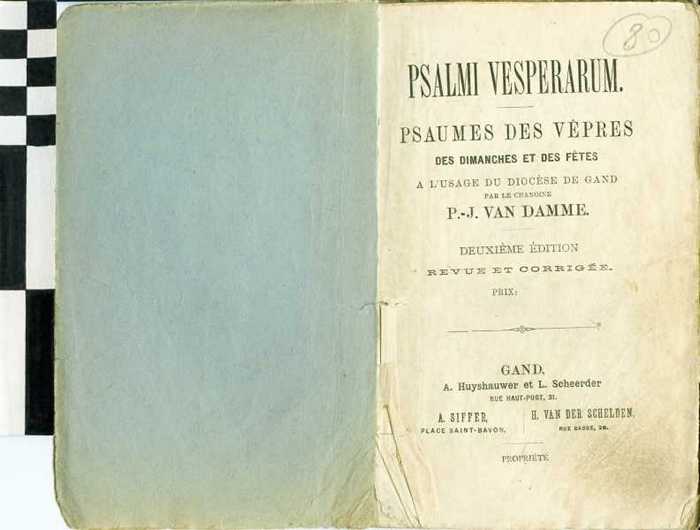 80
PSALMI VESPERARUM.
PSAUMES DES VÊPRES
DES DIMANCHES ET DES FÊTES
A L'USAGE DU DIOCÈSE DE GAND
PAR LE CHANOINE
P.-J. VAN DAMME.
DEUXIÈME ÉDITION
REVUE ET CORRIGÉE.
PRIX:
GAND,
A. Huyshauwer et L. Scheerder
RUE HAUT-PORT, 31.
A. SIFFER,
PLACE SAINT-BAVON.
H. VAN DER SCHELDEN,
RUE BASSE, 26.
PROPRIÉTÉ